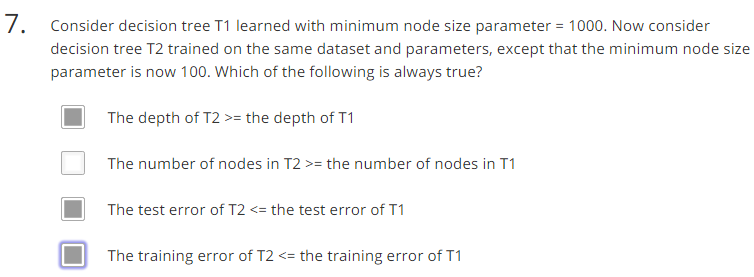 7. Consider decision tree T1 learned with minimum node size parameter = 1000. Now consider
decision tree T2 trained on the same dataset and parameters, except that the minimum node size
parameter is now 100. Which of the following is always true?
The depth of T2 >= the depth of T1
The number of nodes in T2 >= the number of nodes in T1
The test error of T2 <= the test error of T1
The training error of T2 <= the training error of T1